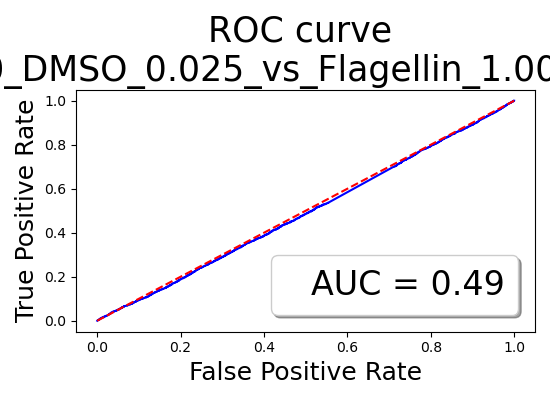 ROC curve
0_DMSO_0.025_vs_Flagellin_1.00
True Positive Rate
1.0
0.8
0.6
0.4
0.2
0.0
AUC = 0.49
0.0 0.2 0.4 0.6 0.8 1.0
False Positive Rate